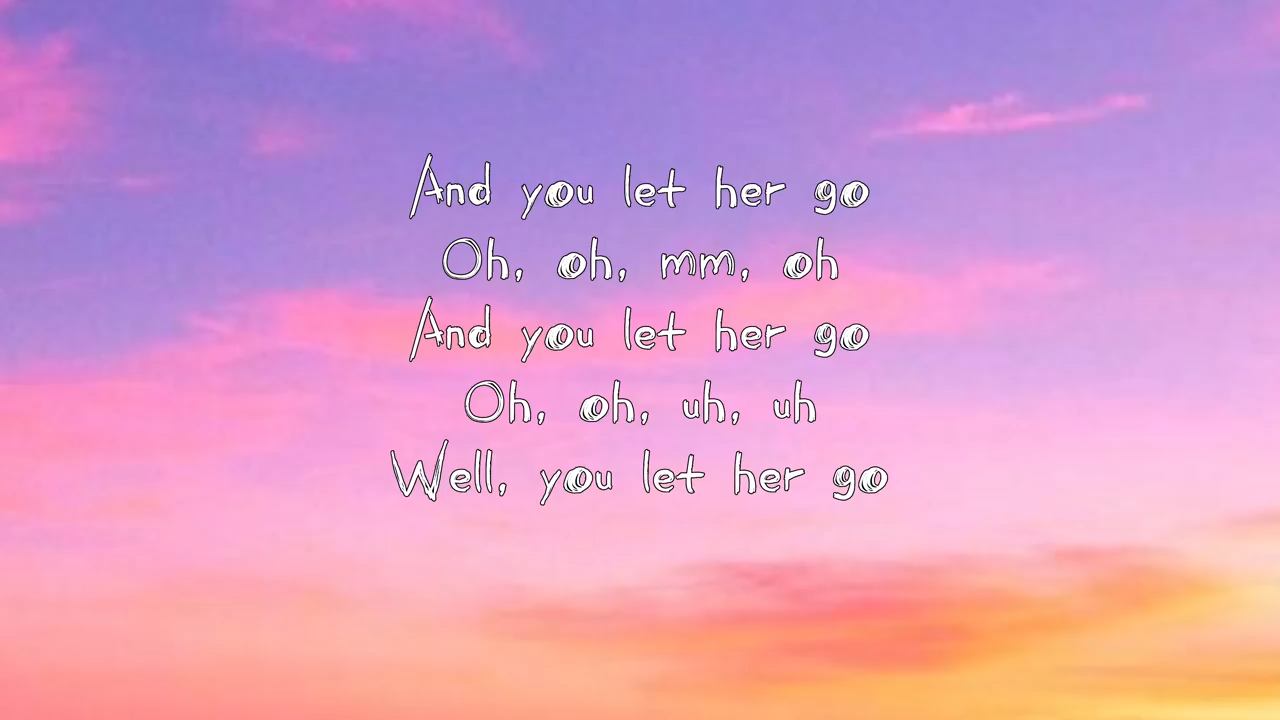 And you let her go
Oh, oh, mm, oh
And you let her go
Oh, oh, uh, uh
Well, you let her go